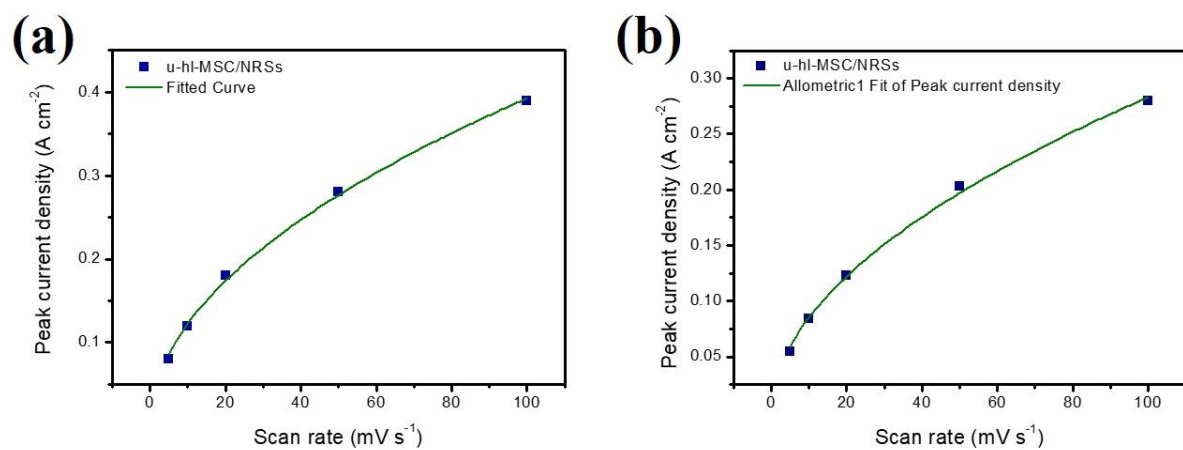 (a)
u-hl-MSC/NRSs
Fitted Curve
Peak current density (A cm⁻²)
0.4
0.3
0.2
0.1
0 20 40 60 80 100
Scan rate (mV s⁻¹)
(b)
u-hl-MSC/NRSs
Allometric1 Fit of Peak current density
Peak current density (A cm⁻²)
0.30
0.25
0.20
0.15
0.10
0.05
0 20 40 60 80 100
Scan rate (mV s⁻¹)